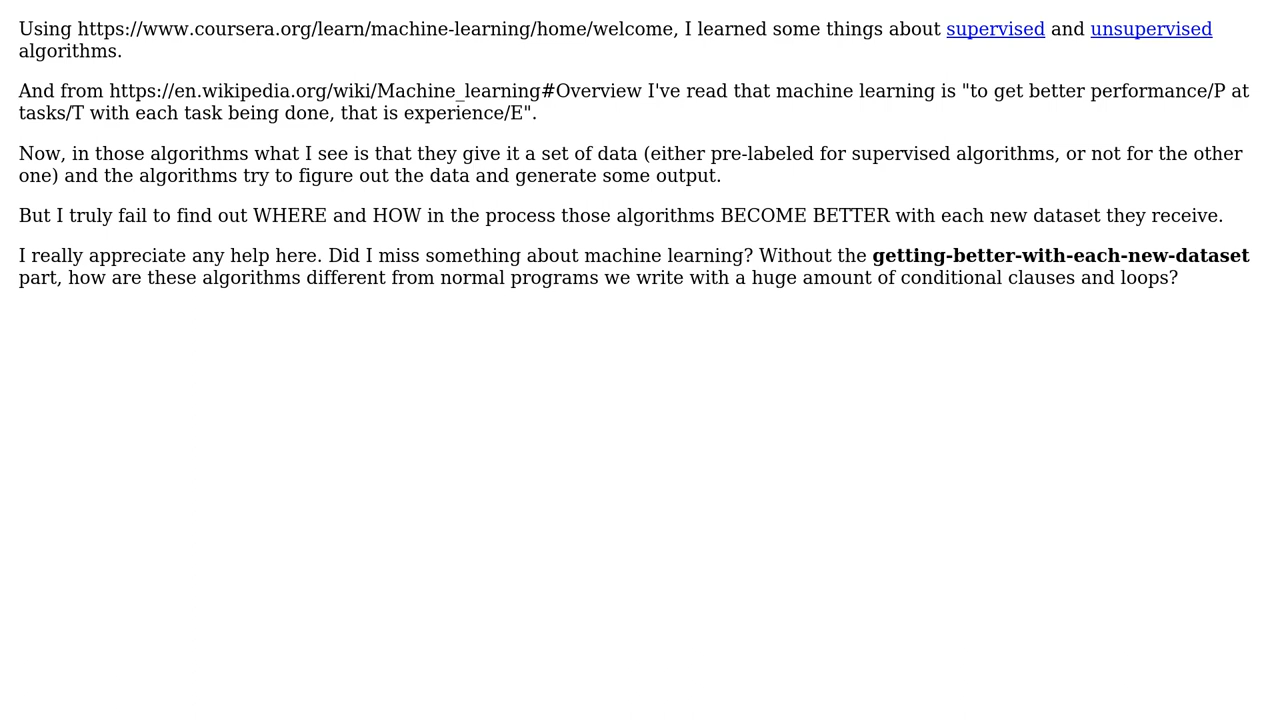 Using https://www.coursera.org/learn/machine-learning/home/welcome, I learned some things about supervised and unsupervised
algorithms.
And from https://en.wikipedia.org/wiki/Machine_learning#Overview I've read that machine learning is "to get better performance/P at
tasks/T with each task being done, that is experience/E".
Now, in those algorithms what I see is that they give it a set of data (either pre-labeled for supervised algorithms, or not for the other
one) and the algorithms try to figure out the data and generate some output.
But I truly fail to find out WHERE and HOW in the process those algorithms BECOME BETTER with each new dataset they receive.
I really appreciate any help here. Did I miss something about machine learning? Without the getting-better-with-each-new-dataset
part, how are these algorithms different from normal programs we write with a huge amount of conditional clauses and loops?